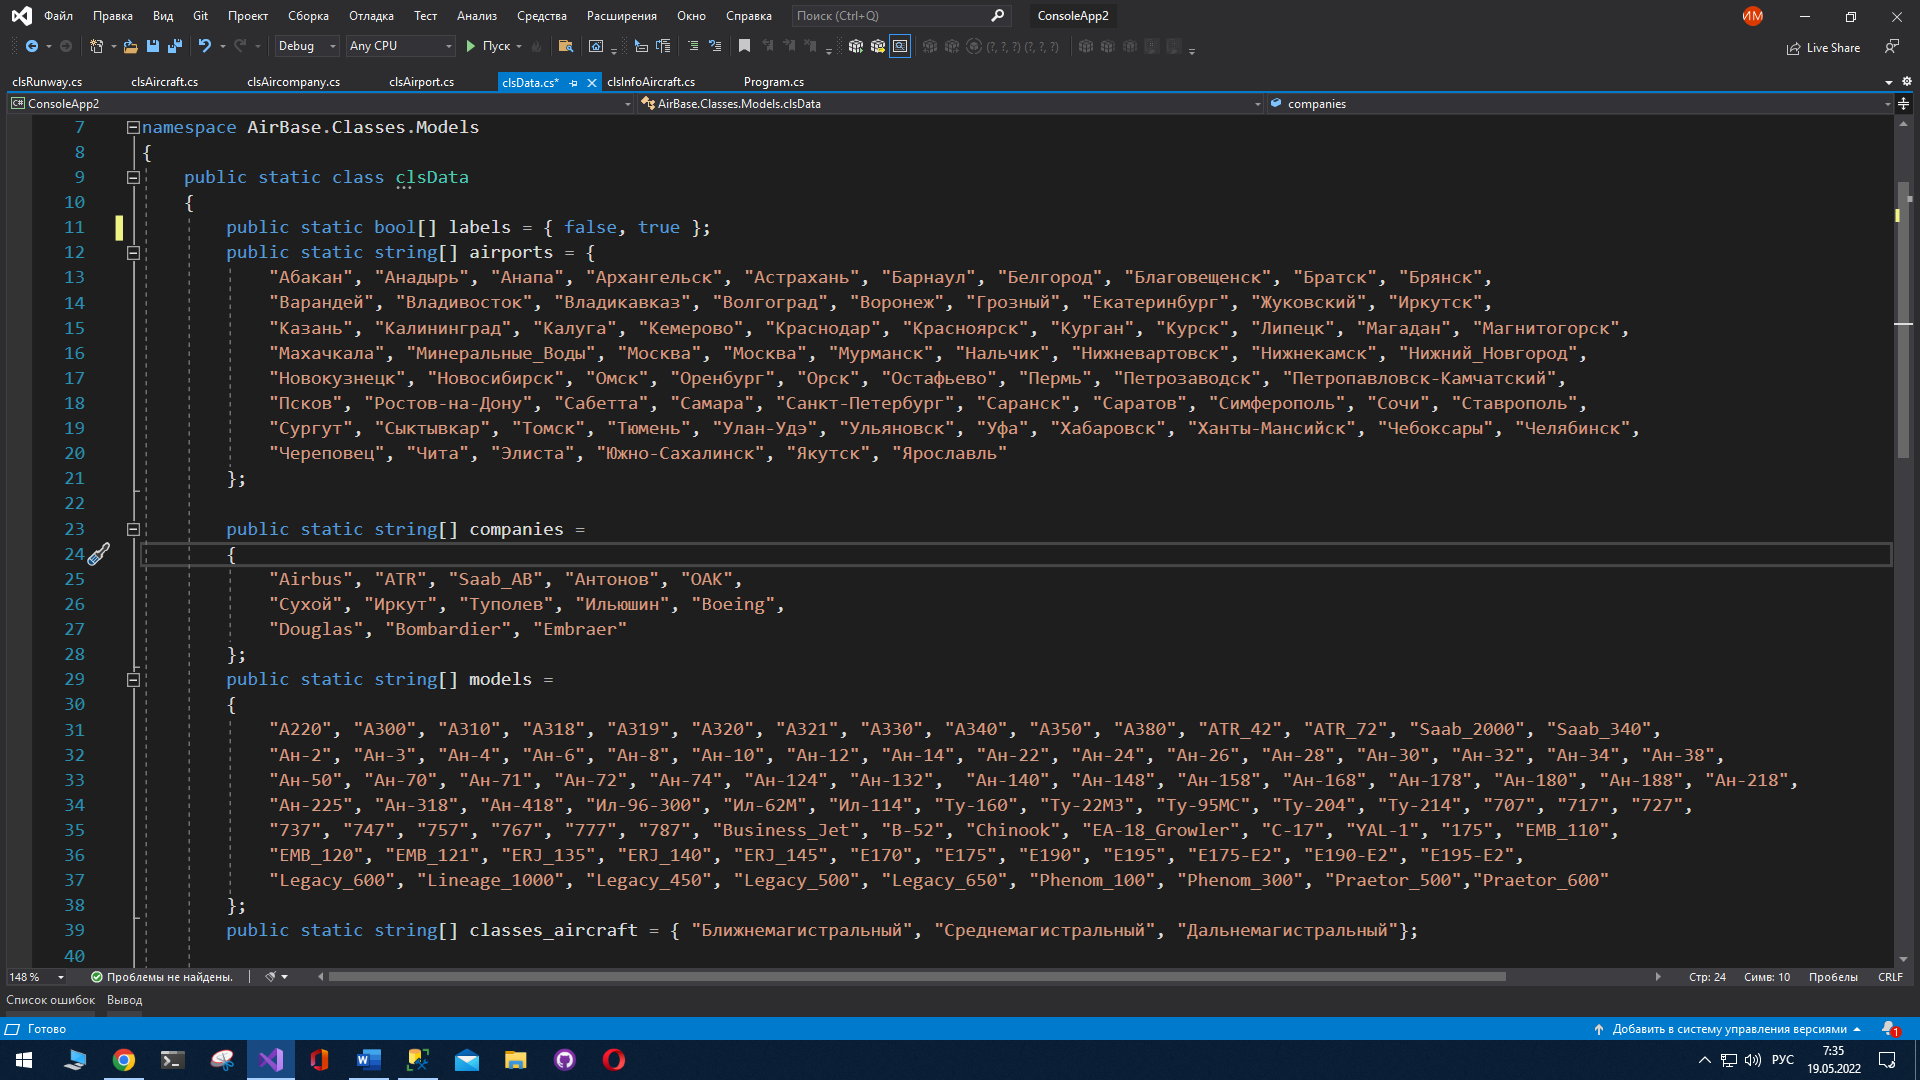 Файл Правка Вид Git Проект Сборка Отладка Тест Анализ Средства Расширения Окно Справка Поиск (Ctrl+Q) ConsoleApp2 ИМ
Debug Any CPU Пуск (?, ?, ?) (?, ?, ?) Live Share
clsRunway.cs clsAircraft.cs clsAircompany.cs clsAirport.cs clsData.cs* clsInfoAircraft.cs Program.cs
C# ConsoleApp2 AirBase.Classes.Models.clsData companies
7 namespace AirBase.Classes.Models
8 {
9 public static class clsData
10 {
11 public static bool[] labels = { false, true };
12 public static string[] airports = {
13 "Абакан", "Анадырь", "Анапа", "Архангельск", "Астрахань", "Барнаул", "Белгород", "Благовещенск", "Братск", "Брянск",
14 "Варандей", "Владивосток", "Владикавказ", "Волгоград", "Воронеж", "Грозный", "Екатеринбург", "Жуковский", "Иркутск",
15 "Казань", "Калининград", "Калуга", "Кемерово", "Краснодар", "Красноярск", "Курган", "Курск", "Липецк", "Магадан", "Магнитогорск",
16 "Махачкала", "Минеральные_Воды", "Москва", "Москва", "Мурманск", "Нальчик", "Нижневартовск", "Нижнекамск", "Нижний_Новгород",
17 "Новокузнецк", "Новосибирск", "Омск", "Оренбург", "Орск", "Остафьево", "Пермь", "Петрозаводск", "Петропавловск-Камчатский",
18 "Псков", "Ростов-на-Дону", "Сабетта", "Самара", "Санкт-Петербург", "Саранск", "Саратов", "Симферополь", "Сочи", "Ставрополь",
19 "Сургут", "Сыктывкар", "Томск", "Тюмень", "Улан-Удэ", "Ульяновск", "Уфа", "Хабаровск", "Ханты-Мансийск", "Чебоксары", "Челябинск",
20 "Череповец", "Чита", "Элиста", "Южно-Сахалинск", "Якутск", "Ярославль"
21 };
22
23 public static string[] companies =
24 {
25 "Airbus", "ATR", "Saab_AB", "Антонов", "ОАК",
26 "Сухой", "Иркут", "Туполев", "Ильюшин", "Boeing",
27 "Douglas", "Bombardier", "Embraer"
28 };
29 public static string[] models =
30 {
31 "A220", "A300", "A310", "A318", "A319", "A320", "A321", "A330", "A340", "A350", "A380", "ATR_42", "ATR_72", "Saab_2000", "Saab_340",
32 "Ан-2", "Ан-3", "Ан-4", "Ан-6", "Ан-8", "Ан-10", "Ан-12", "Ан-14", "Ан-22", "Ан-24", "Ан-26", "Ан-28", "Ан-30", "Ан-32", "Ан-34", "Ан-38",
33 "Ан-50", "Ан-70", "Ан-71", "Ан-72", "Ан-74", "Ан-124", "Ан-132", "Ан-140", "Ан-148", "Ан-158", "Ан-168", "Ан-178", "Ан-180", "Ан-188", "Ан-218",
34 "Ан-225", "Ан-318", "Ан-418", "Ил-96-300", "Ил-62М", "Ил-114", "Ту-160", "Ту-22М3", "Ту-95МС", "Ту-204", "Ту-214", "707", "717", "727",
35 "737", "747", "757", "767", "777", "787", "Business_Jet", "B-52", "Chinook", "EA-18_Growler", "C-17", "YAL-1", "175", "EMB_110",
36 "EMB_120", "EMB_121", "ERJ_135", "ERJ_140", "ERJ_145", "E170", "E175", "E190", "E195", "E175-E2", "E190-E2", "E195-E2",
37 "Legacy_600", "Lineage_1000", "Legacy_450", "Legacy_500", "Legacy_650", "Phenom_100", "Phenom_300", "Praetor_500","Praetor_600"
38 };
39 public static string[] classes_aircraft = { "Ближнемагистральный", "Среднемагистральный", "Дальнемагистральный"};
40
148 % Проблемы не найдены. Стр: 24 Симв: 10 Пробелы CRLF
Список ошибок Вывод
Готово Добавить в систему управления версиями 1
РУС 7:35
19.05.2022